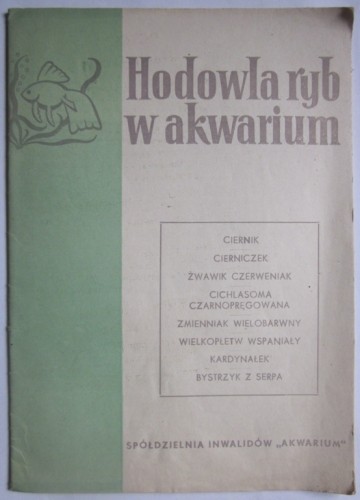 Hodowla ryb
w akwarium
CIERNIK
CIERNICZEK
ŻWAWIK CZERWENIAK
CICHLASOMA
CZARNOPRĘGOWANA
ZMIENNIAK WIELOBARWNY
WIELKOPŁETW WSPANIAŁY
KARDYNAŁEK
BYSTRZYK Z SERPA
SPÓŁDZIELNIA INWALIDÓW „AKWARIUM"